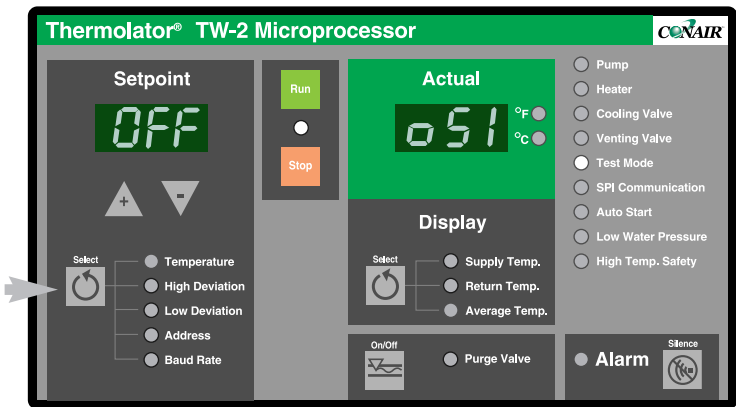 Thermolator® TW-2 Microprocessor
CONAIR
Setpoint
OFF
+
-
Select
Temperature
High Deviation
Low Deviation
Address
Baud Rate
Run
Stop
Actual
oS1
°F
°C
Display
Select
Supply Temp.
Return Temp.
Average Temp.
On/Off
Purge Valve
Pump
Heater
Cooling Valve
Venting Valve
Test Mode
SPI Communication
Auto Start
Low Water Pressure
High Temp. Safety
Alarm
Silence